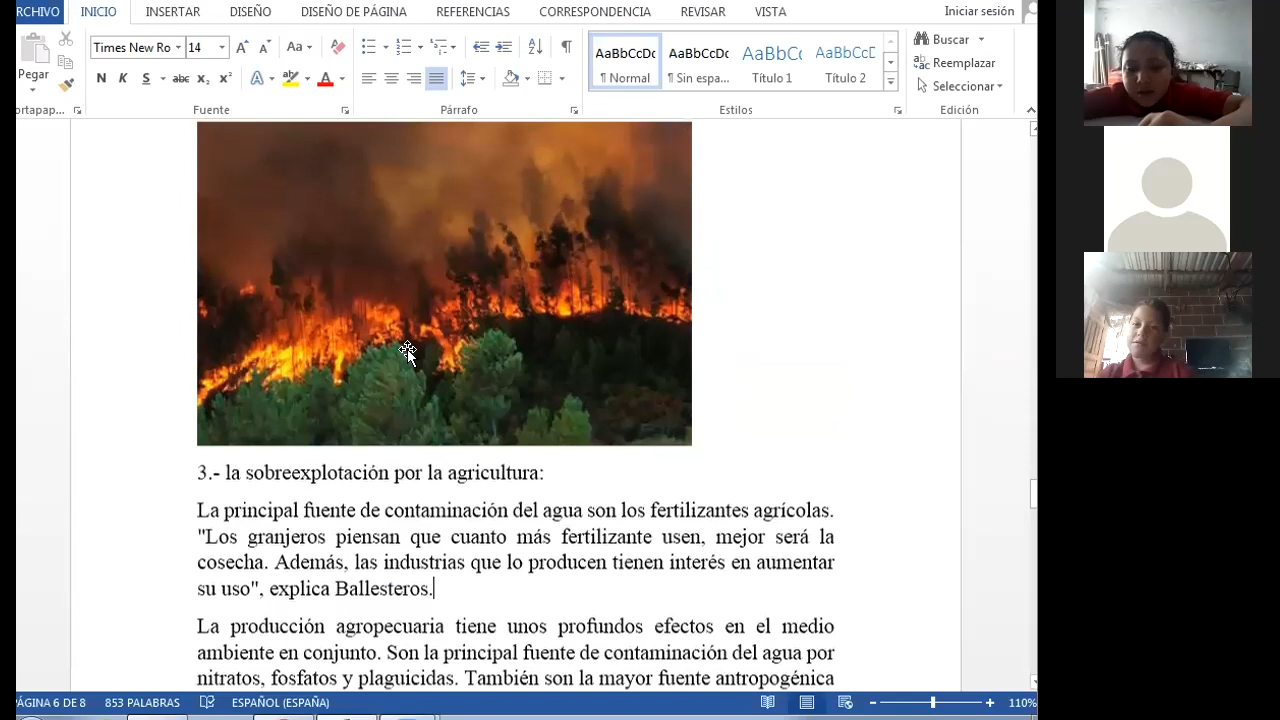 ARCHIVO INICIO INSERTAR DISEÑO DISEÑO DE PÁGINA REFERENCIAS CORRESPONDENCIA REVISAR VISTA Iniciar sesión
Times New Ro 14 Aa
Pegar
N K S abc x₂ x² A ab A
AaBbCcDc AaBbCcDc AaBbCc AaBbCcC
¶ Normal ¶ Sin espa... Título 1 Título 2
Buscar
Reemplazar
Seleccionar
ortapap... Fuente Párrafo Estilos Edición
3.- la sobreexplotación por la agricultura:
La principal fuente de contaminación del agua son los fertilizantes agrícolas.
"Los granjeros piensan que cuanto más fertilizante usen, mejor será la
cosecha. Además, las industrias que lo producen tienen interés en aumentar
su uso", explica Ballesteros.
La producción agropecuaria tiene unos profundos efectos en el medio
ambiente en conjunto. Son la principal fuente de contaminación del agua por
nitratos, fosfatos y plaguicidas. También son la mayor fuente antropogénica
PÁGINA 6 DE 8 853 PALABRAS ESPAÑOL (ESPAÑA) 110%